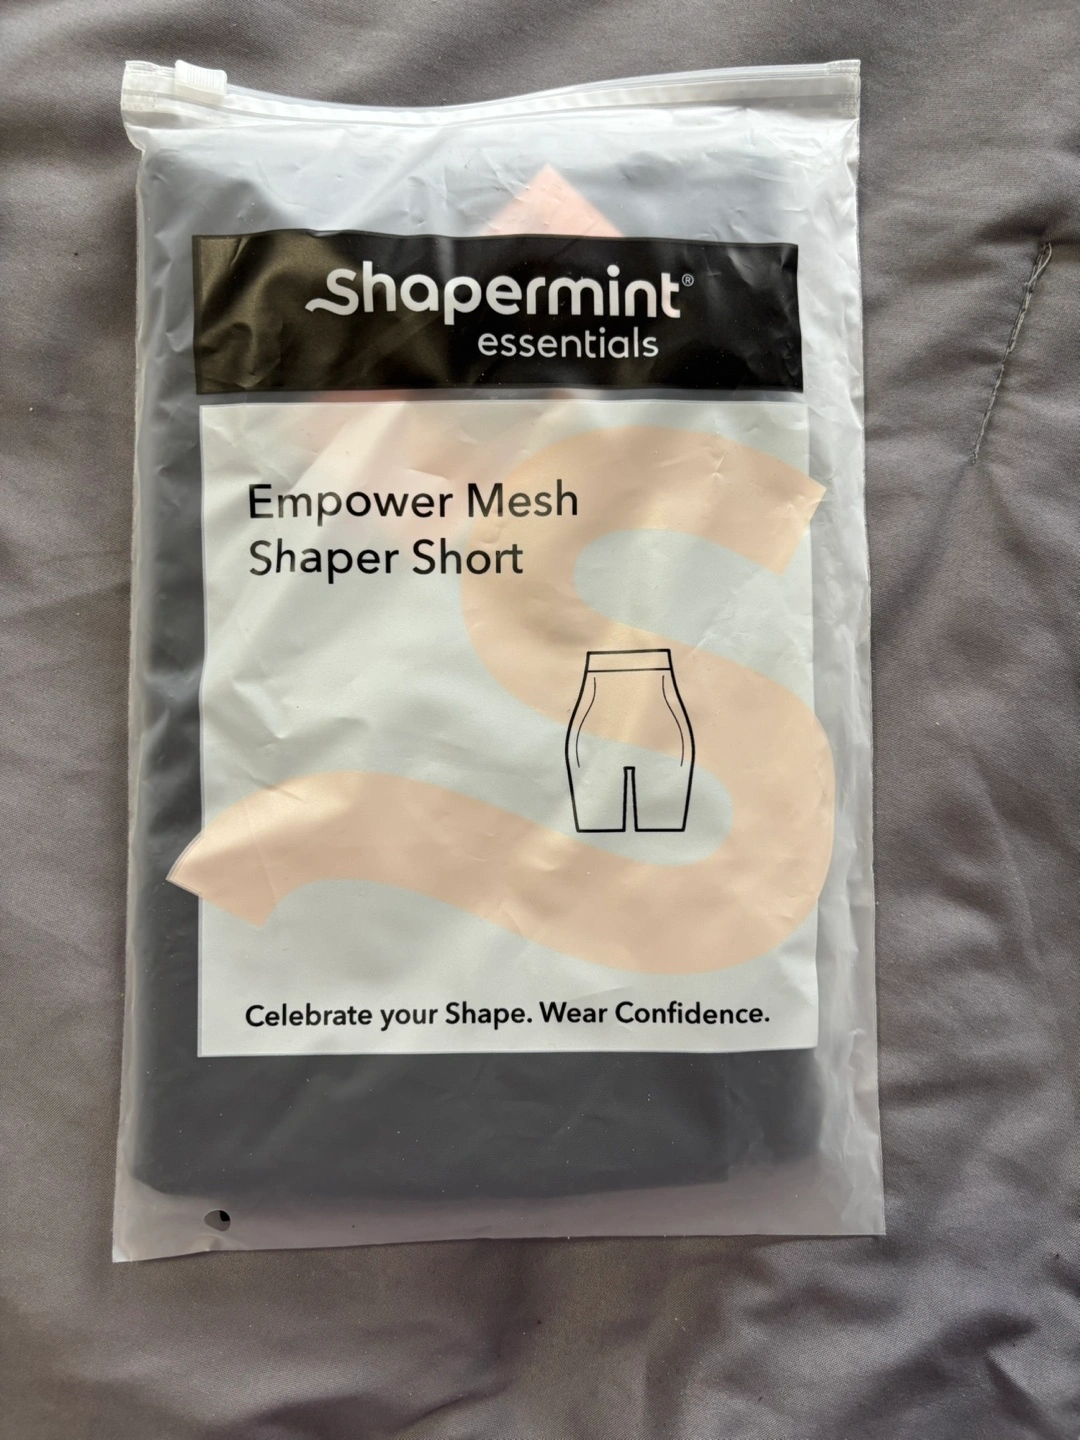 shapermint®
essentials
Empower Mesh
Shaper Short
Celebrate your Shape. Wear Confidence.